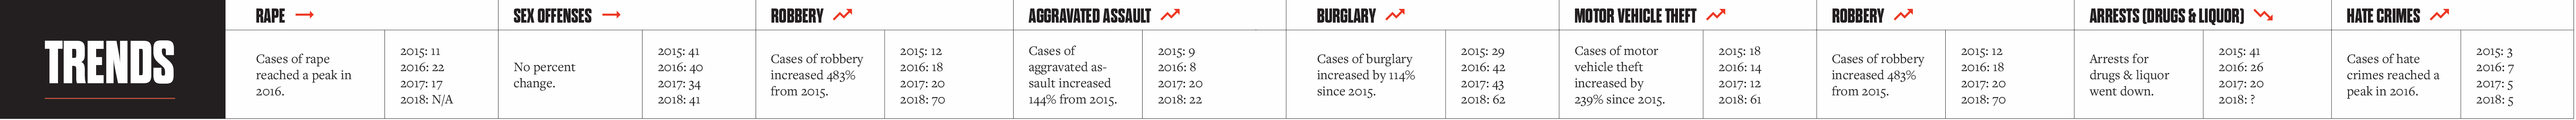 TRENDS
RAPE
Cases of rape
reached a peak in
2016.
2015: 11
2016: 22
2017: 17
2018: N/A
SEX OFFENSES
No percent
change.
2015: 41
2016: 40
2017: 34
2018: 41
ROBBERY
Cases of robbery
increased 483%
from 2015.
2015: 12
2016: 18
2017: 20
2018: 70
AGGRAVATED ASSAULT
Cases of
aggravated as-
sault increased
144% from 2015.
2015: 9
2016: 8
2017: 20
2018: 22
BURGLARY
Cases of burglary
increased by 114%
since 2015.
2015: 29
2016: 42
2017: 43
2018: 62
MOTOR VEHICLE THEFT
Cases of motor
vehicle theft
increased by
239% since 2015.
2015: 18
2016: 14
2017: 12
2018: 61
ROBBERY
Cases of robbery
increased 483%
from 2015.
2015: 12
2016: 18
2017: 20
2018: 70
ARRESTS (DRUGS & LIQUOR)
Arrests for
drugs & liquor
went down.
2015: 41
2016: 26
2017: 20
2018: ?
HATE CRIMES
Cases of hate
crimes reached a
peak in 2016.
2015: 3
2016: 7
2017: 5
2018: 5